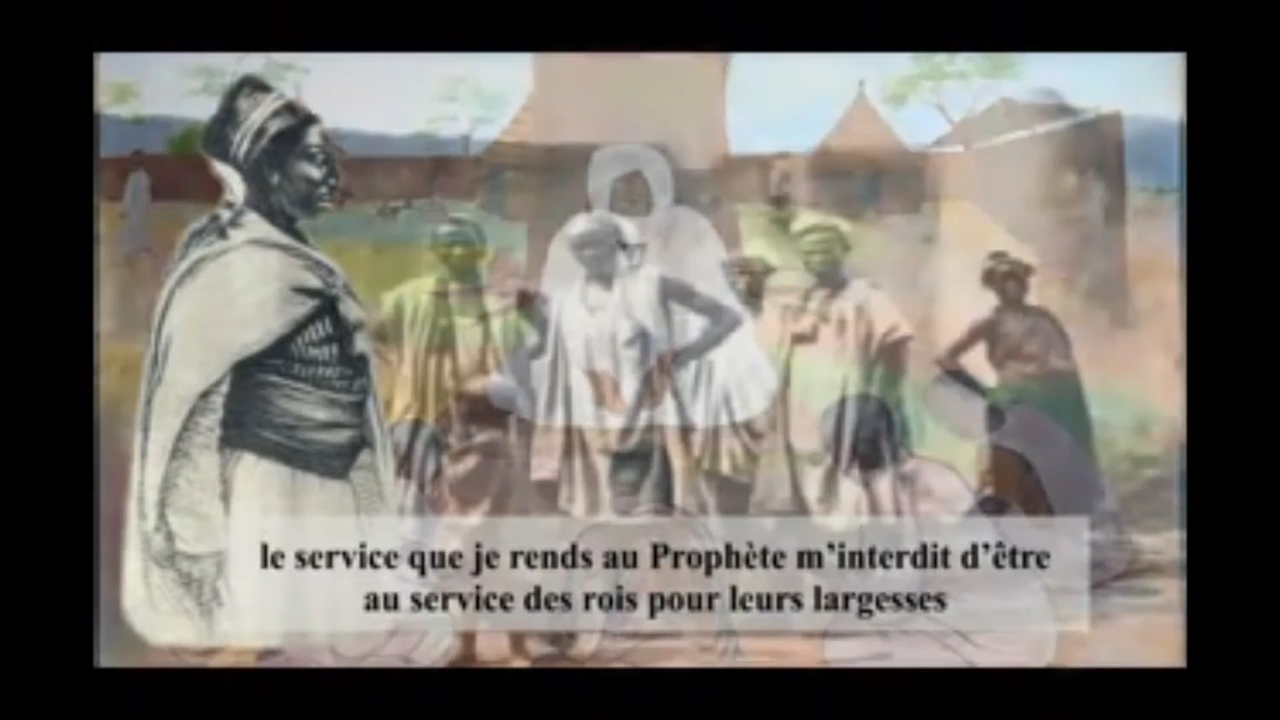 le service que je rends au Prophète m’interdit d’être
au service des rois pour leurs largesses